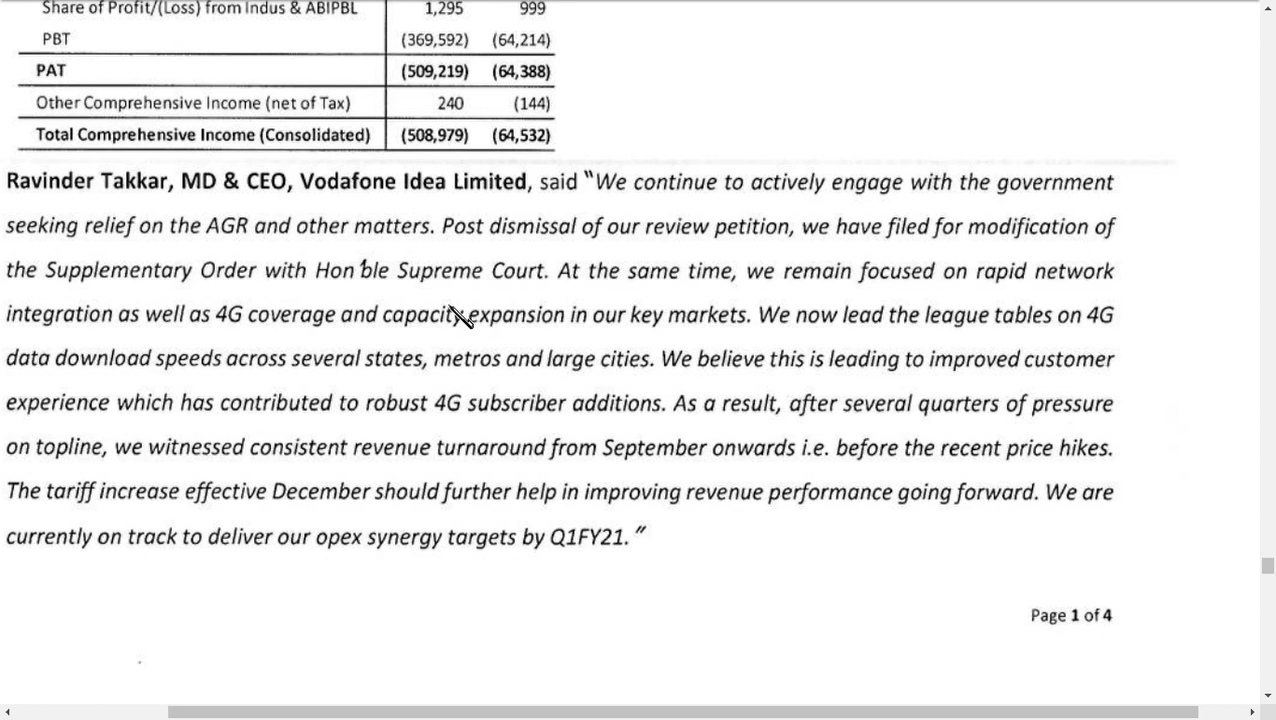 Share of Profit/(Loss) from Indus & ABIPBL 1,295 999
PBT (369,592) (64,214)
PAT (509,219) (64,388)
Other Comprehensive Income (net of Tax) 240 (144)
Total Comprehensive Income (Consolidated) (508,979) (64,532)
Ravinder Takkar, MD & CEO, Vodafone Idea Limited, said "We continue to actively engage with the government
seeking relief on the AGR and other matters. Post dismissal of our review petition, we have filed for modification of
the Supplementary Order with Hon'ble Supreme Court. At the same time, we remain focused on rapid network
integration as well as 4G coverage and capacity expansion in our key markets. We now lead the league tables on 4G
data download speeds across several states, metros and large cities. We believe this is leading to improved customer
experience which has contributed to robust 4G subscriber additions. As a result, after several quarters of pressure
on topline, we witnessed consistent revenue turnaround from September onwards i.e. before the recent price hikes.
The tariff increase effective December should further help in improving revenue performance going forward. We are
currently on track to deliver our opex synergy targets by Q1FY21."
Page 1 of 4